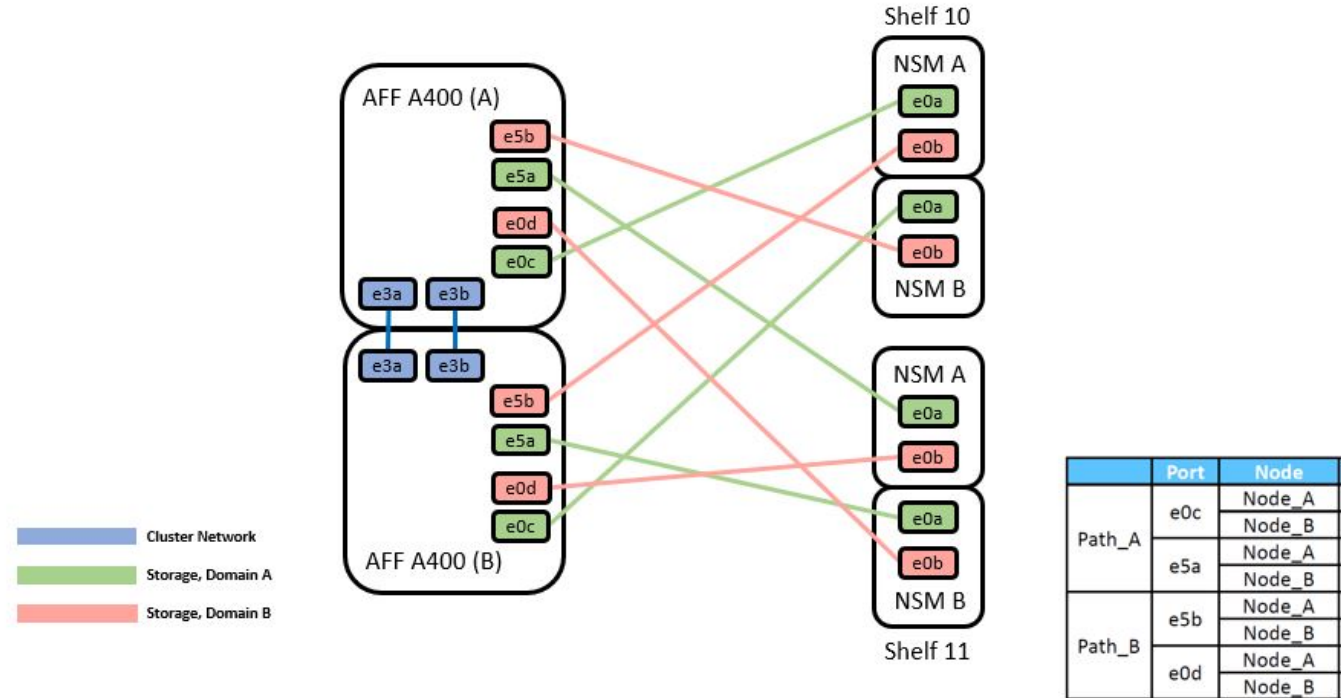 Shelf 10
AFF A400 (A)
e5b
e5a
e0d
e0c
e3a e3b
NSM A
e0a
e0b
e0a
e0b
NSM B
e3a e3b
e5b
e5a
e0d
e0c
AFF A400 (B)
NSM A
e0a
e0b
e0a
e0b
NSM B
Shelf 11
Cluster Network
Storage, Domain A
Storage, Domain B
Port Node
Path_A e0c Node_A
Node_B
e5a Node_A
Node_B
Path_B e5b Node_A
Node_B
e0d Node_A
Node_B